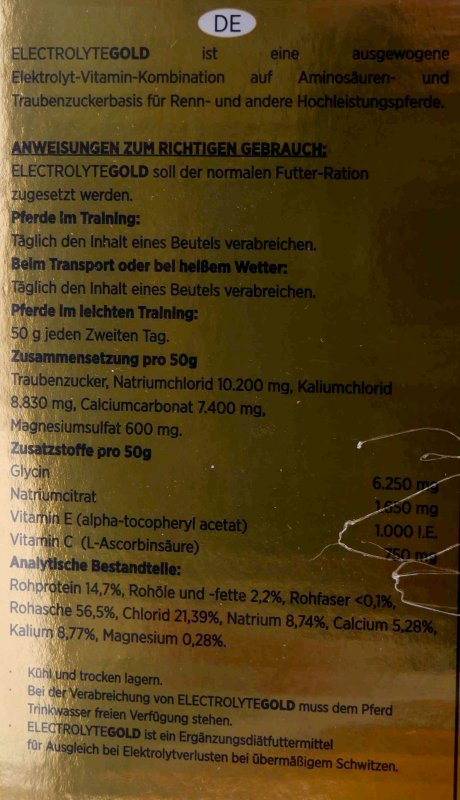 DE
ELECTROLYTEGOLD ist eine ausgewogene
Elektrolyt-Vitamin-Kombination auf Aminosäuren- und
Traubenzuckerbasis für Renn- und andere Hochleistungspferde.
ANWEISUNGEN ZUM RICHTIGEN GEBRAUCH:
ELECTROLYTEGOLD soll der normalen Futter-Ration
zugesetzt werden.
Pferde im Training:
Täglich den Inhalt eines Beutels verabreichen.
Beim Transport oder bei heißem Wetter:
Täglich den Inhalt eines Beutels verabreichen.
Pferde im leichten Training:
50 g jeden Zweiten Tag.
Zusammensetzung pro 50g
Traubenzucker, Natriumchlorid 10.200 mg, Kaliumchlorid
8.830 mg, Calciumcarbonat 7.400 mg,
Magnesiumsulfat 600 mg.
Zusatzstoffe pro 50g
Glycin 6.250 mg
Natriumcitrat 1.650 mg
Vitamin E (alpha-tocopheryl acetat) 1.000 I.E.
Vitamin C (L-Ascorbinsäure) 750 mg
Analytische Bestandteile:
Rohprotein 14,7%, Rohöle und -fette 2,2%, Rohfaser <0,1%,
Rohasche 56,5%, Chlorid 21,39%, Natrium 8,74%, Calcium 5,28%,
Kalium 8,77%, Magnesium 0,28%.
· Kühl und trocken lagern.
· Bei der Verabreichung von ELECTROLYTEGOLD muss dem Pferd
Trinkwasser freien Verfügung stehen.
· ELECTROLYTEGOLD ist ein Ergänzungsdiätfuttermittel
für Ausgleich bei Elektrolytverlusten bei übermäßigem Schwitzen.